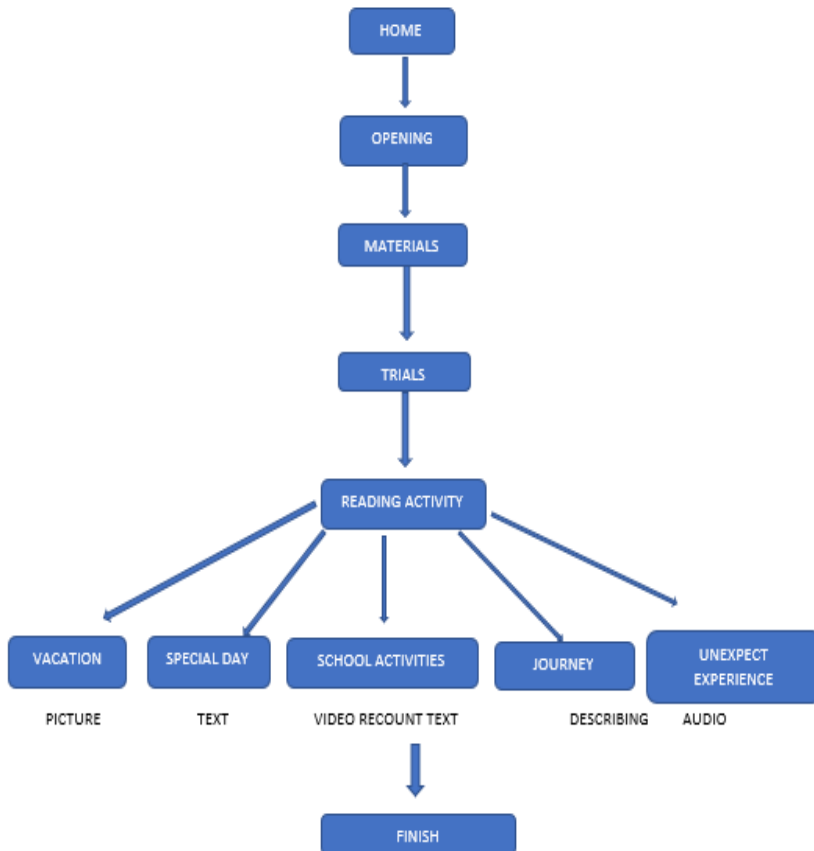 HOME
OPENING
MATERIALS
TRIALS
READING ACTIVITY
VACATION
SPECIAL DAY
SCHOOL ACTIVITIES
JOURNEY
UNEXPECT
EXPERIENCE
PICTURE
TEXT
VIDEO RECOUNT TEXT
DESCRIBING
AUDIO
FINISH